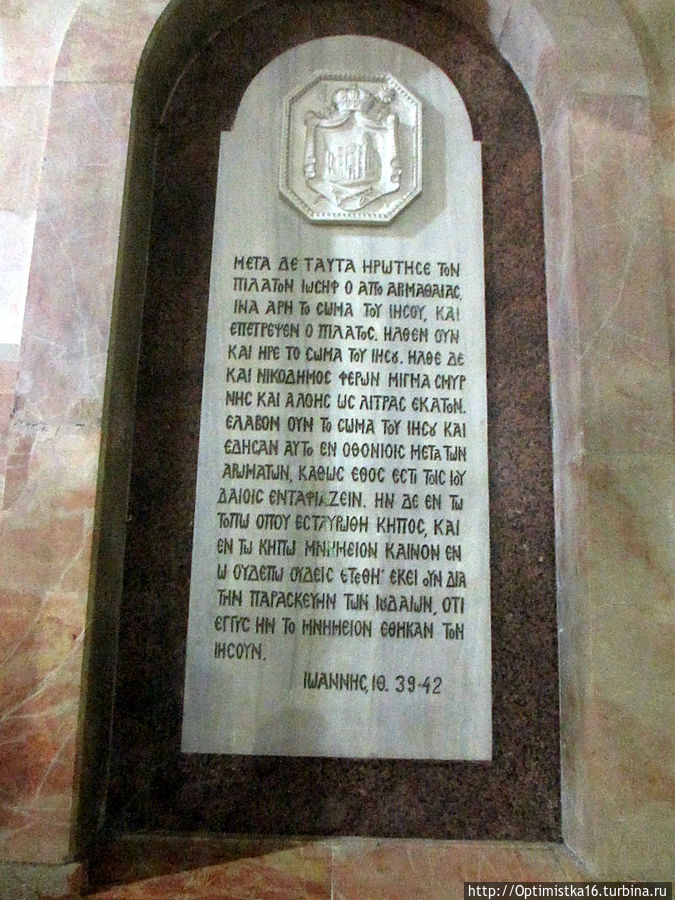 ΜΕΤΑ ΔΕ ΤΑΥΤΑ ΗΡΩΤΗϹΕ ΤΟΝ
ΠΙΛΑΤΟΝ ΙΩϹΗΦ Ο ΑΠΟ ΑΡΙΜΑΘΑΙΑϹ,
ΙΝΑ ΑΡΗ ΤΟ ϹΩΜΑ ΤΟΥ ΙΗϹΟΥ, ΚΑΙ
ΕΠΕΤΡΕΨΕΝ Ο ΠΙΛΑΤΟϹ. ΗΛΘΕΝ ΟΥΝ
ΚΑΙ ΗΡΕ ΤΟ ϹΩΜΑ ΤΟΥ ΙΗϹȢ. ΗΛΘΕ ΔΕ
ΚΑΙ ΝΙΚΟΔΗΜΟϹ ΦΕΡΩΝ ΜΙΓΜΑ ϹΜΥΡ
ΝΗϹ ΚΑΙ ΑΛΟΗϹ ΩϹ ΛΙΤΡΑϹ ΕΚΑΤΟΝ.
ΕΛΑΒΟΝ ΟΥΝ ΤΟ ϹΩΜΑ ΤΟΥ ΙΗϹȢ ΚΑΙ
ΕΔΗϹΑΝ ΑΥΤΟ ΕΝ ΟΘΟΝΙΟΙϹ ΜΕΤΑ ΤΩΝ
ΑΡΩΜΑΤΩΝ, ΚΑΘΩϹ ΕΘΟϹ ΕϹΤΙ ΤΟΙϹ ΙΟΥ
ΔΑΙΟΙϹ ΕΝΤΑΦΙΑΖΕΙΝ. ΗΝ ΔΕ ΕΝ ΤΩ
ΤΟΠΩ ΟΠΟΥ ΕϹΤΑΥΡΩΘΗ ΚΗΠΟϹ, ΚΑΙ
ΕΝ ΤΩ ΚΗΠΩ ΜΝΗΜΕΙΟΝ ΚΑΙΝΟΝ ΕΝ
Ω ΟΥΔΕΠΩ ΟΥΔΕΙϹ ΕΤΕΘΗ· ΕΚΕΙ ΟΥΝ ΔΙΑ
ΤΗΝ ΠΑΡΑϹΚΕΥΗΝ ΤΩΝ ΙȢΔΑΙΩΝ, ΟΤΙ
ΕΓΓΥϹ ΗΝ ΤΟ ΜΝΗΜΕΙΟΝ ΕΘΗΚΑΝ ΤΟΝ
ΙΗϹΟΥΝ.
ΙΩΑΝΝΗϹ, ΙΘ. 39-42
http://Optimistka16.turbina.ru